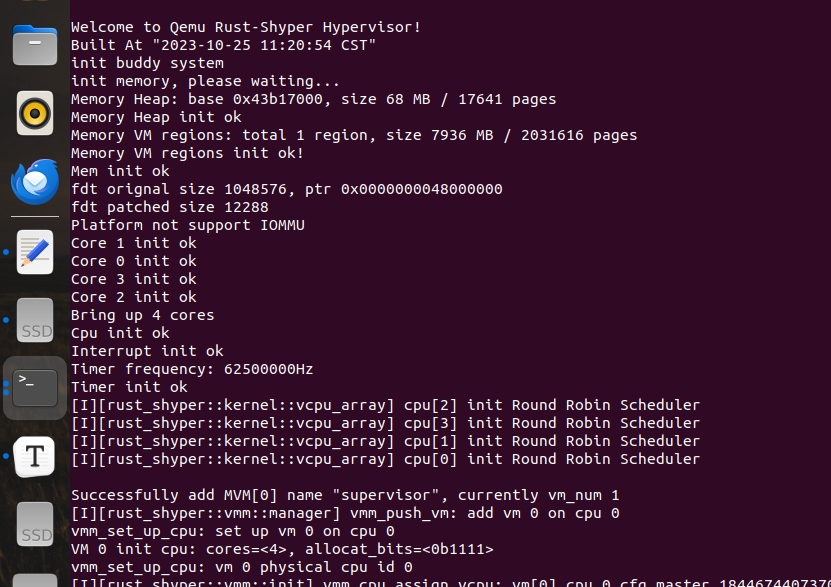 Welcome to Qemu Rust-Shyper Hypervisor!
Built At "2023-10-25 11:20:54 CST"
init buddy system
init memory, please waiting...
Memory Heap: base 0x43b17000, size 68 MB / 17641 pages
Memory Heap init ok
Memory VM regions: total 1 region, size 7936 MB / 2031616 pages
Memory VM regions init ok!
Mem init ok
fdt orignal size 1048576, ptr 0x0000000048000000
fdt patched size 12288
Platform not support IOMMU
Core 1 init ok
Core 0 init ok
Core 3 init ok
Core 2 init ok
Bring up 4 cores
Cpu init ok
Interrupt init ok
Timer frequency: 62500000Hz
Timer init ok
[I][rust_shyper::kernel::vcpu_array] cpu[2] init Round Robin Scheduler
[I][rust_shyper::kernel::vcpu_array] cpu[3] init Round Robin Scheduler
[I][rust_shyper::kernel::vcpu_array] cpu[1] init Round Robin Scheduler
[I][rust_shyper::kernel::vcpu_array] cpu[0] init Round Robin Scheduler
Successfully add MVM[0] name "supervisor", currently vm_num 1
[I][rust_shyper::vmm::manager] vmm_push_vm: add vm 0 on cpu 0
vmm_set_up_cpu: set up vm 0 on cpu 0
VM 0 init cpu: cores=<4>, allocat_bits=<0b1111>
vmm_set_up_cpu: vm 0 physical cpu id 0
[I][rust_shyper::vmm::init] vmm_cpu_assign_vcpu: vm[0] cpu 0 cfg_master 1844674407370
SSD
>_
T
SSD